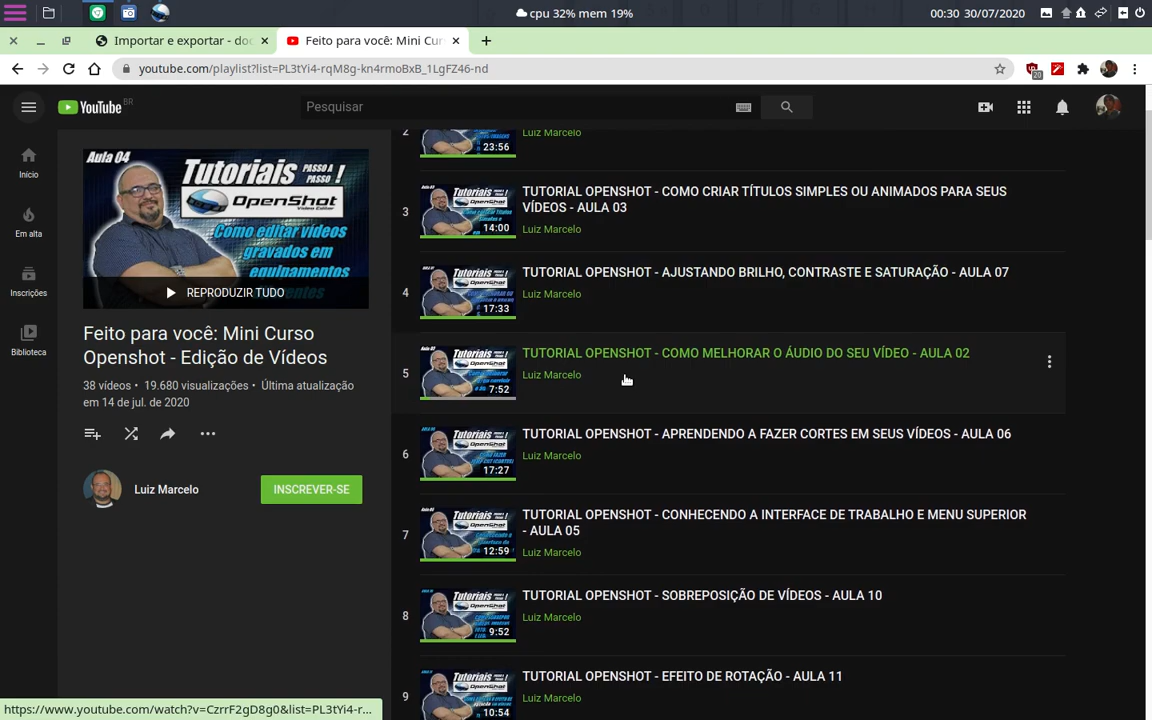 cpu 32% mem 19%
00:30 30/07/2020
Importar e exportar - doc
Feito para você: Mini Cur
youtube.com/playlist?list=PL3tYi4-rqM8g-kn4rmoBxB_1LgFZ46-nd
20
YouTube BR
Pesquisar
Início
Em alta
Inscrições
Biblioteca
Aula 04
Tutoriais PASSO A PASSO !
OpenShot
Video Editor
Como editar vídeos
gravados em
equipamentos
REPRODUZIR TUDO
Feito para você: Mini Curso
Openshot - Edição de Vídeos
38 vídeos • 19.680 visualizações • Última atualização
em 14 de jul. de 2020
Luiz Marcelo
INSCREVER-SE
2
23:56
Luiz Marcelo
3
14:00
TUTORIAL OPENSHOT - COMO CRIAR TÍTULOS SIMPLES OU ANIMADOS PARA SEUS
VÍDEOS - AULA 03
Luiz Marcelo
4
17:33
TUTORIAL OPENSHOT - AJUSTANDO BRILHO, CONTRASTE E SATURAÇÃO - AULA 07
Luiz Marcelo
5
7:52
TUTORIAL OPENSHOT - COMO MELHORAR O ÁUDIO DO SEU VÍDEO - AULA 02
Luiz Marcelo
6
17:27
TUTORIAL OPENSHOT - APRENDENDO A FAZER CORTES EM SEUS VÍDEOS - AULA 06
Luiz Marcelo
7
12:59
TUTORIAL OPENSHOT - CONHECENDO A INTERFACE DE TRABALHO E MENU SUPERIOR
- AULA 05
Luiz Marcelo
8
9:52
TUTORIAL OPENSHOT - SOBREPOSIÇÃO DE VÍDEOS - AULA 10
Luiz Marcelo
9
10:54
TUTORIAL OPENSHOT - EFEITO DE ROTAÇÃO - AULA 11
Luiz Marcelo
https://www.youtube.com/watch?v=CzrrF2gD8g0&list=PL3tYi4-r...